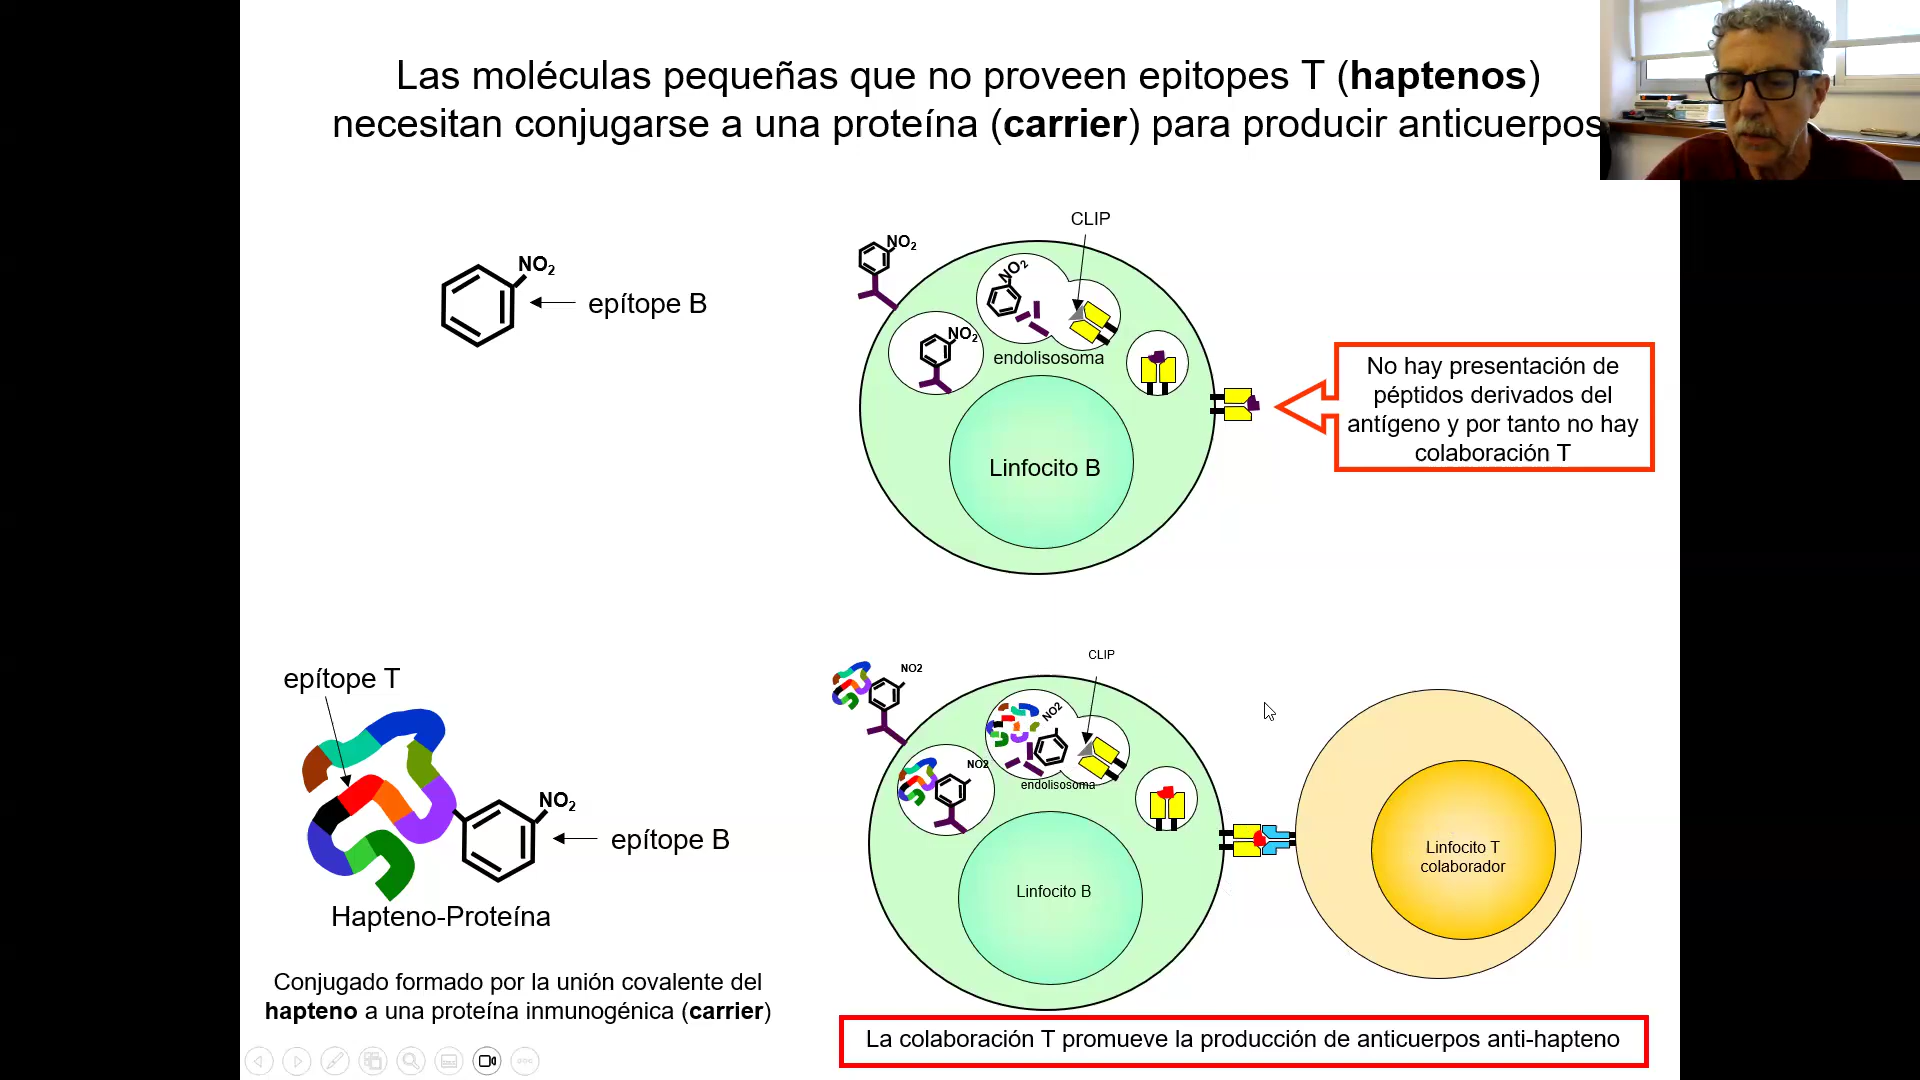 Las moléculas pequeñas que no proveen epitopes T (haptenos)
necesitan conjugarse a una proteína (carrier) para producir anticuerpos
NO2
epítope B
CLIP
NO2
NO2
NO2
endolisosoma
Linfocito B
No hay presentación de
péptidos derivados del
antígeno y por tanto no hay
colaboración T
epítope T
NO2
epítope B
Hapteno-Proteína
Conjugado formado por la unión covalente del
hapteno a una proteína inmunogénica (carrier)
CLIP
NO2
NO2
NO2
endolisosoma
Linfocito B
Linfocito T
colaborador
La colaboración T promueve la producción de anticuerpos anti-hapteno